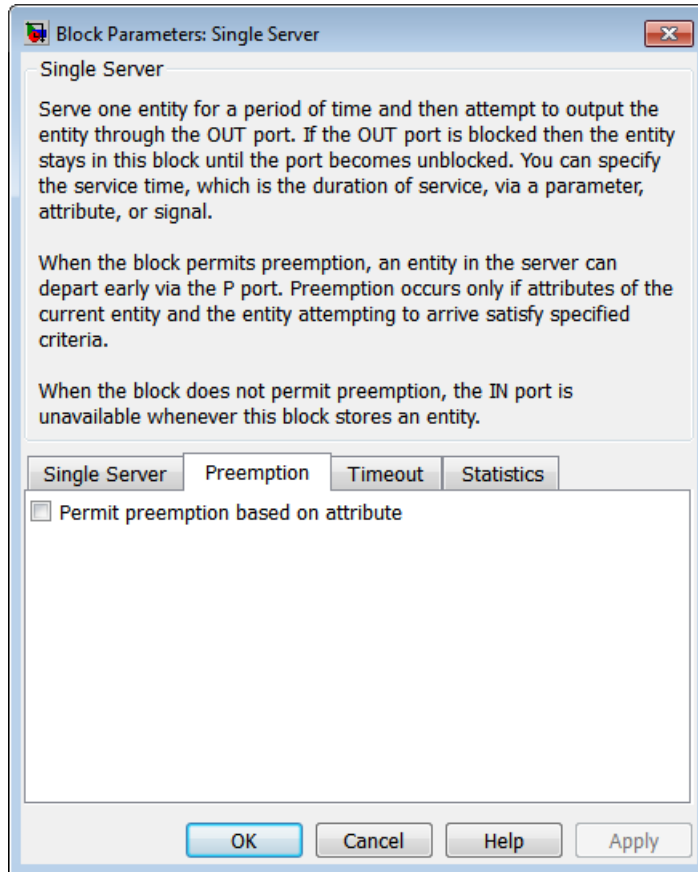 Block Parameters: Single Server
Single Server
Serve one entity for a period of time and then attempt to output the
entity through the OUT port. If the OUT port is blocked then the entity
stays in this block until the port becomes unblocked. You can specify
the service time, which is the duration of service, via a parameter,
attribute, or signal.
When the block permits preemption, an entity in the server can
depart early via the P port. Preemption occurs only if attributes of the
current entity and the entity attempting to arrive satisfy specified
criteria.
When the block does not permit preemption, the IN port is
unavailable whenever this block stores an entity.
Single Server Preemption Timeout Statistics
Permit preemption based on attribute
OK Cancel Help Apply